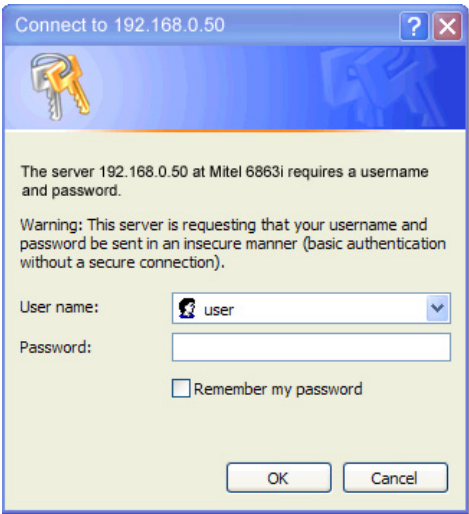 Connect to 192.168.0.50
?
The server 192.168.0.50 at Mitel 6863i requires a username
and password.
Warning: This server is requesting that your username and
password be sent in an insecure manner (basic authentication
without a secure connection).
User name:
user
Password:
Remember my password
OK
Cancel